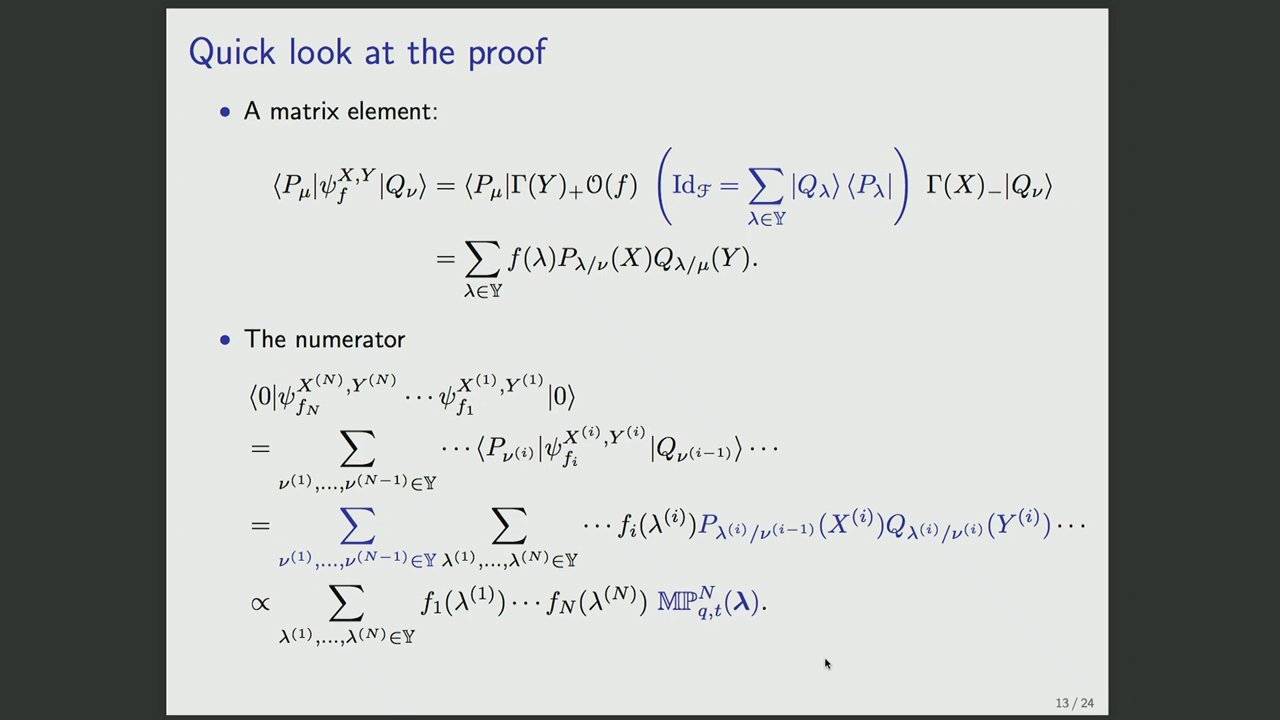 Quick look at the proof
• A matrix element:
⟨P_μ|ψ_f^{X,Y}|Q_ν⟩ = ⟨P_μ|Γ(Y)_+𝒪(f) (Id_ℱ = ∑_{λ∈𝕐} |Q_λ⟩ ⟨P_λ|) Γ(X)_−|Q_ν⟩
= ∑_{λ∈𝕐} f(λ)P_{λ/ν}(X)Q_{λ/μ}(Y).
• The numerator
⟨0|ψ_{f_N}^{X^{(N)},Y^{(N)}} ⋯ ψ_{f_1}^{X^{(1)},Y^{(1)}}|0⟩
= ∑_{ν^{(1)},...,ν^{(N−1)}∈𝕐} ⋯⟨P_{ν^{(i)}}|ψ_{f_i}^{X^{(i)},Y^{(i)}}|Q_{ν^{(i−1)}}⟩⋯
= ∑_{ν^{(1)},...,ν^{(N−1)}∈𝕐} ∑_{λ^{(1)},...,λ^{(N)}∈𝕐} ⋯f_i(λ^{(i)})P_{λ^{(i)}/ν^{(i−1)}}(X^{(i)})Q_{λ^{(i)}/ν^{(i)}}(Y^{(i)})⋯
∝ ∑_{λ^{(1)},...,λ^{(N)}∈𝕐} f_1(λ^{(1)})⋯f_N(λ^{(N)}) 𝕄ℙ_{q,t}^N(𝛌).
13 / 24